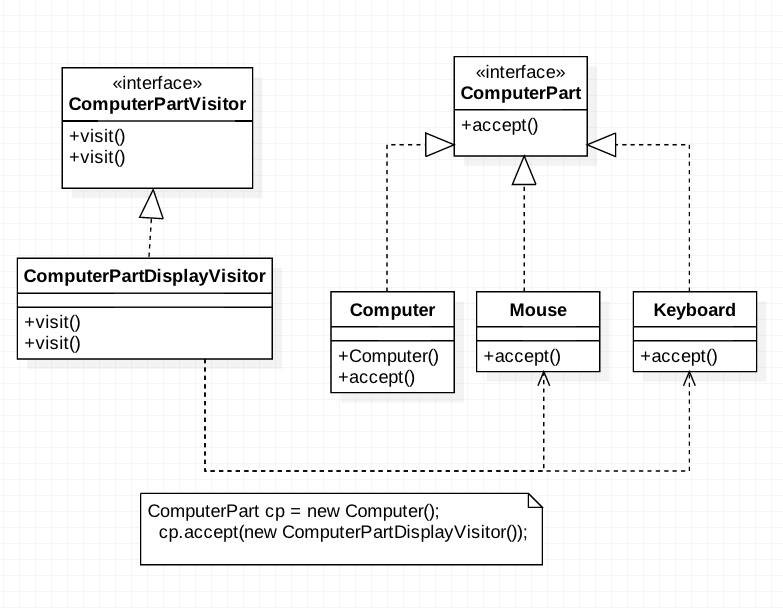 «interface»
ComputerPartVisitor
+visit()
+visit()
«interface»
ComputerPart
+accept()
ComputerPartDisplayVisitor
+visit()
+visit()
Computer
+Computer()
+accept()
Mouse
+accept()
Keyboard
+accept()
ComputerPart cp = new Computer();
cp.accept(new ComputerPartDisplayVisitor());